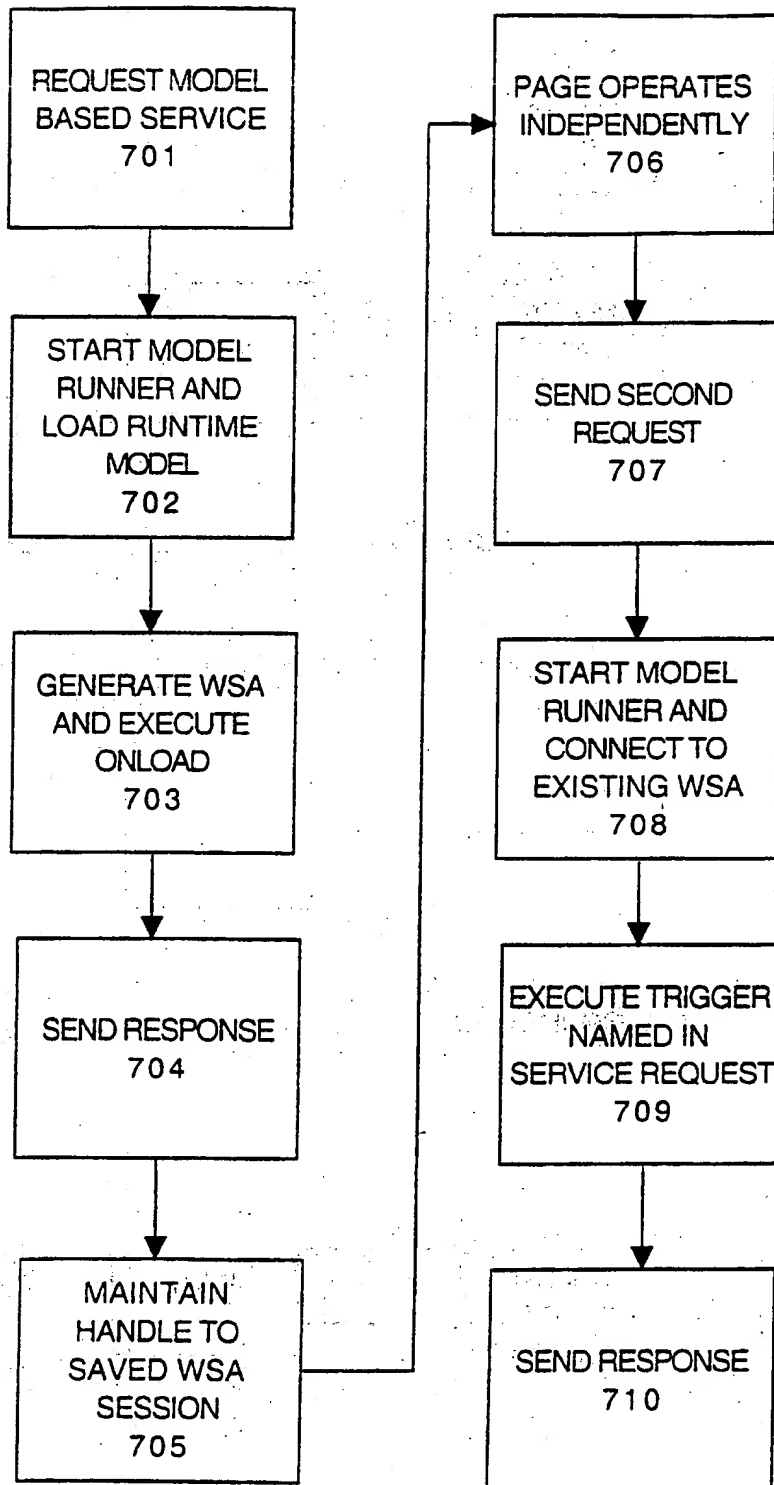 REQUEST MODEL
BASED SERVICE
701
START MODEL
RUNNER AND
LOAD RUNTIME
MODEL
702
GENERATE WSA
AND EXECUTE
ONLOAD
703
SEND RESPONSE
704
MAINTAIN
HANDLE TO
SAVED WSA
SESSION
705
PAGE OPERATES
INDEPENDENTLY
706
SEND SECOND
REQUEST
707
START MODEL
RUNNER AND
CONNECT TO
EXISTING WSA
708
EXECUTE TRIGGER
NAMED IN
SERVICE REQUEST
709
SEND RESPONSE
710